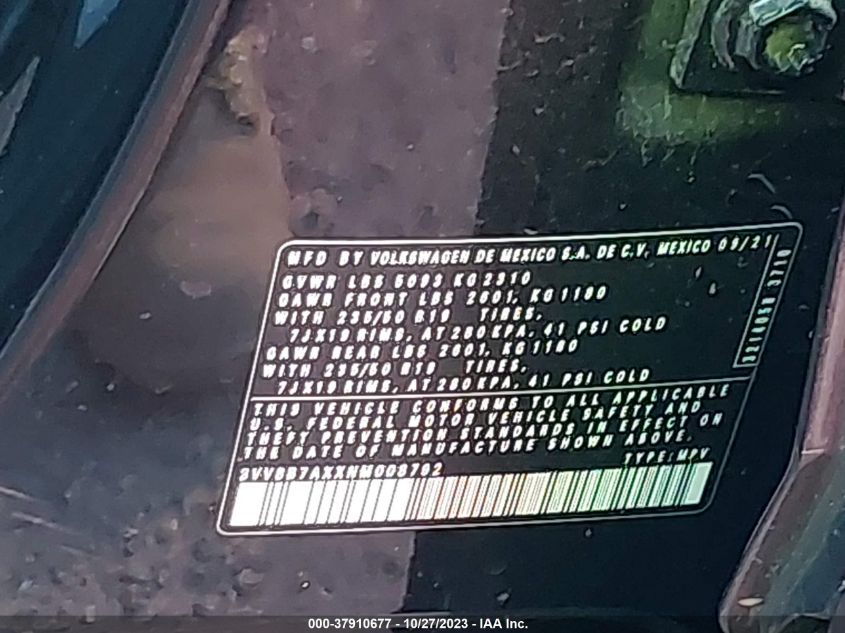 MFD BY VOLKSWAGEN DE MEXICO S.A. DE C.V. MEXICO 09/21
GVWR LBS 5093 KG2310
GAWR FRONT LBS 2601, KG1180
WITH 235/50 R19 TIRES,
7JX19 RIMS, AT 280KPA, 41 PSI COLD
GAWR REAR LBS 2601, KG1180
WITH 235/50 R19 TIRES,
7JX19 RIMS, AT 280KPA, 41 PSI COLD
THIS VEHICLE CONFORMS TO ALL APPLICABLE
U.S. FEDERAL MOTOR VEHICLE SAFETY AND
THEFT PREVENTION STANDARDS IN EFFECT ON
THE DATE OF MANUFACTURE SHOWN ABOVE.
TYPE:MPV
3VV0B7AXXNM008792
000-37910677 - 10/27/2023 - IAA Inc.